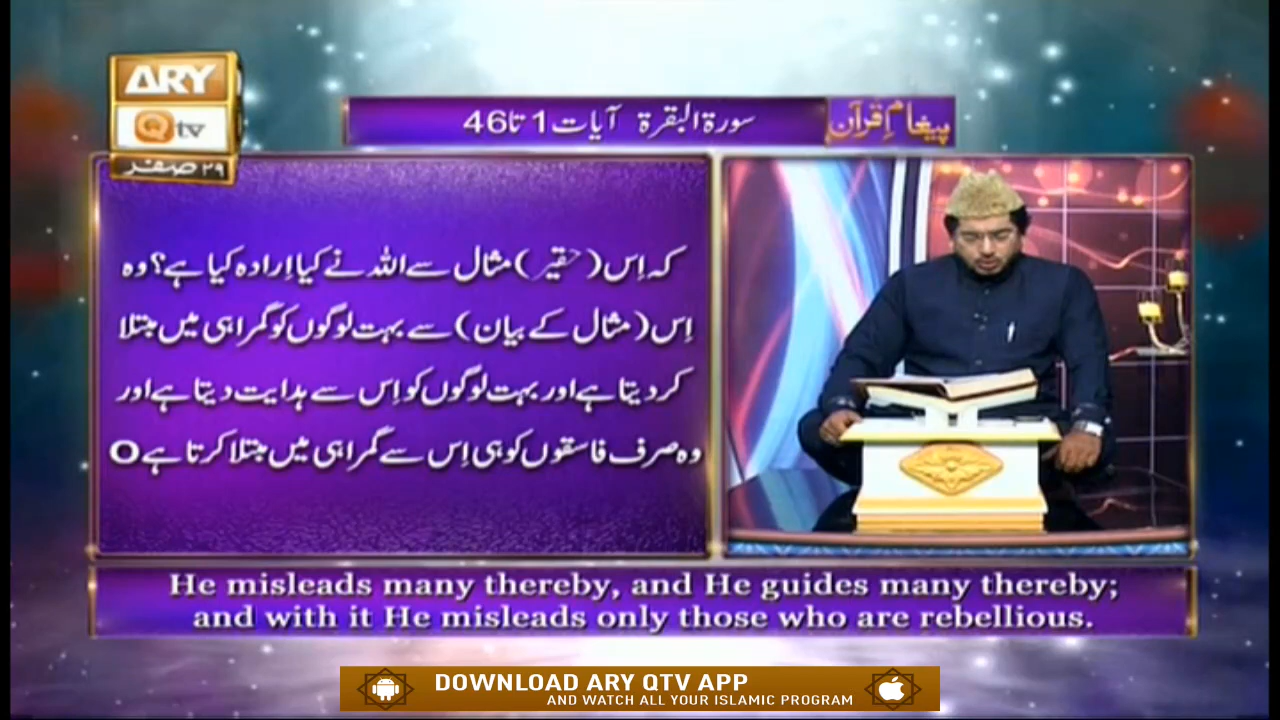 ARY
Qtv
۲۹ صفر
پیغامِ قرآن
سورۃ البقرۃ آیات 1 تا 46
کہ اِس (حقیر) مثال سے اللہ نے کیا اِرادہ کیا ہے؟ وہ
اِس (مثال کے بیان) سے بہت لوگوں کو گمراہی میں مبتلا
کر دیتا ہے اور بہت لوگوں کو اِس سے ہدایت دیتا ہے اور
وہ صرف فاسقوں کو ہی اِس سے گمراہی میں مبتلا کرتا ہے O
He misleads many thereby, and He guides many thereby;
and with it He misleads only those who are rebellious.
DOWNLOAD ARY QTV APP
AND WATCH ALL YOUR ISLAMIC PROGRAM